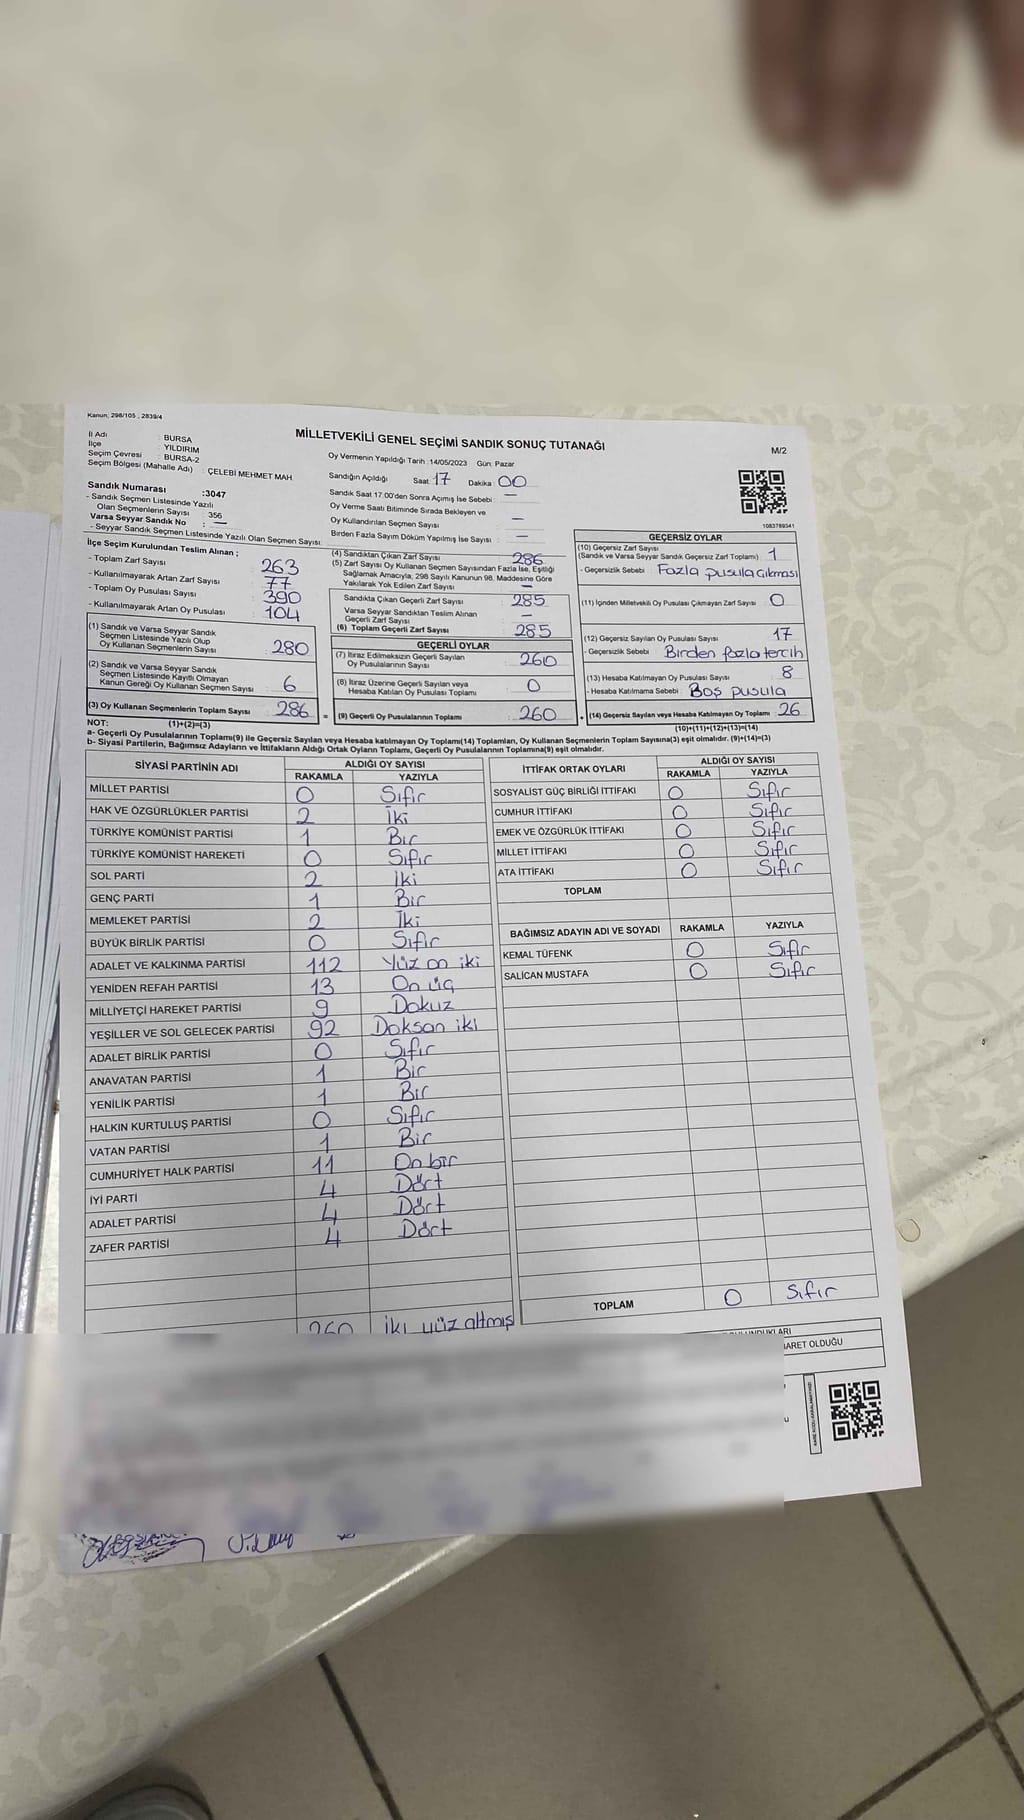 Kanun; 298/105 , 2839/4
MİLLETVEKİLİ GENEL SEÇİMİ SANDIK SONUÇ TUTANAĞI
M/2
İl Adı : BURSA
İlçe : YILDIRIM
Seçim Çevresi : BURSA-2
Seçim Bölgesi (Mahalle Adı) : ÇELEBİ MEHMET MAH
Sandık Numarası :3047
- Sandık Seçmen Listesinde Yazılı
Olan Seçmenlerin Sayısı : 356
Varsa Seyyar Sandık No : —
- Seyyar Sandık Seçmen Listesinde Yazılı Olan Seçmen Sayısı:
Oy Vermenin Yapıldığı Tarih :14/05/2023 Gün: Pazar
Sandığın Açıldığı Saat 17 Dakika 00
Sandık Saat 17.00'den Sonra Açımış İse Sebebi : —
Oy Verme Saati Bitiminde Sırada Bekleyen ve
Oy Kullandırılan Seçmen Sayısı : —
Birden Fazla Sayım Döküm Yapılmış İse Sayısı : —
1083789341
İlçe Seçim Kurulundan Teslim Alınan ;
- Toplam Zarf Sayısı : 263
- Kullanılmayarak Artan Zarf Sayısı : 77
- Toplam Oy Pusulası Sayısı : 390
- Kullanılmayarak Artan Oy Pusulası : 104
(1) Sandık ve Varsa Seyyar Sandık
Seçmen Listesinde Yazılı Olup
Oy Kullanan Seçmenlerin Sayısı : 280
(2) Sandık ve Varsa Seyyar Sandık
Seçmen Listesinde Kayıtlı Olmayan
Kanun Gereği Oy Kullanan Seçmen Sayısı : 6
(3) Oy Kullanan Seçmenlerin Toplam Sayısı : 286
(4) Sandıktan Çıkan Zarf Sayısı : 286
(5) Zarf Sayısı Oy Kullanan Seçmen Sayısından Fazla İse, Eşitliği
Sağlamak Amacıyla, 298 Sayılı Kanunun 98. Maddesine Göre
Yakılarak Yok Edilen Zarf Sayısı : —
Sandıkta Çıkan Geçerli Zarf Sayısı : 285
Varsa Seyyar Sandıktan Teslim Alınan
Geçerli Zarf Sayısı : —
(6) Toplam Geçerli Zarf Sayısı : 285
GEÇERLİ OYLAR
(7) İtiraz Edilmeksizin Geçerli Sayılan
Oy Pusulalarının Sayısı : 260
(8) İtiraz Üzerine Geçerli Sayılan veya
Hesaba Katılan Oy Pusulası Toplamı : 0
= (9) Geçerli Oy Pusulalarının Toplamı : 260
GEÇERSİZ OYLAR
(10) Geçersiz Zarf Sayısı
(Sandık ve Varsa Seyyar Sandık Geçersiz Zarf Toplamı) : 1
- Geçersizlik Sebebi : Fazla pusula çıkması
(11) İçinden Milletvekili Oy Pusulası Çıkmayan Zarf Sayısı : 0
(12) Geçersiz Sayılan Oy Pusulası Sayısı : 17
- Geçersizlik Sebebi : Birden fazla tercih
(13) Hesaba Katılmayan Oy Pusulası Sayısı : 8
- Hesaba Katılmama Sebebi : Boş pusula
+ (14) Geçersiz Sayılan veya Hesaba Katılmayan Oy Toplamı : 26
NOT: (1)+(2)=(3)
(10)+(11)+(12)+(13)=(14)
a- Geçerli Oy Pusulalarının Toplamı(9) ile Geçersiz Sayılan veya Hesaba katılmayan Oy Toplamı(14) Toplamları, Oy Kullanan Seçmenlerin Toplam Sayısına(3) eşit olmalıdır. (9)+(14)=(3)
b- Siyasi Partilerin, Bağımsız Adayların ve İttifakların Aldığı Ortak Oyların Toplamı, Geçerli Oy Pusulalarının Toplamına(9) eşit olmalıdır.
SİYASİ PARTİNİN ADI ALDIĞI OY SAYISI
RAKAMLA YAZIYLA
MİLLET PARTİSİ 0 Sıfır
HAK VE ÖZGÜRLÜKLER PARTİSİ 2 İki
TÜRKİYE KOMÜNİST PARTİSİ 1 Bir
TÜRKİYE KOMÜNİST HAREKETİ 0 Sıfır
SOL PARTİ 2 İki
GENÇ PARTİ 1 Bir
MEMLEKET PARTİSİ 2 İki
BÜYÜK BİRLİK PARTİSİ 0 Sıfır
ADALET VE KALKINMA PARTİSİ 112 Yüz on iki
YENİDEN REFAH PARTİSİ 13 On üç
MİLLİYETÇİ HAREKET PARTİSİ 9 Dokuz
YEŞİLLER VE SOL GELECEK PARTİSİ 92 Doksan iki
ADALET BİRLİK PARTİSİ 0 Sıfır
ANAVATAN PARTİSİ 1 Bir
YENİLİK PARTİSİ 1 Bir
HALKIN KURTULUŞ PARTİSİ 0 Sıfır
VATAN PARTİSİ 1 Bir
CUMHURİYET HALK PARTİSİ 11 On bir
İYİ PARTİ 4 Dört
ADALET PARTİSİ 4 Dört
ZAFER PARTİSİ 4 Dört
260 iki yüz altmış
İTTİFAK ORTAK OYLARI ALDIĞI OY SAYISI
RAKAMLA YAZIYLA
SOSYALİST GÜÇ BİRLİĞİ İTTİFAKI 0 Sıfır
CUMHUR İTTİFAKI 0 Sıfır
EMEK VE ÖZGÜRLÜK İTTİFAKI 0 Sıfır
MİLLET İTTİFAKI 0 Sıfır
ATA İTTİFAKI 0 Sıfır
TOPLAM
BAĞIMSIZ ADAYIN ADI VE SOYADI RAKAMLA YAZIYLA
KEMAL TÜFENK 0 Sıfır
SALİCAN MUSTAFA 0 Sıfır
TOPLAM 0 Sıfır
ARET OLDUĞU